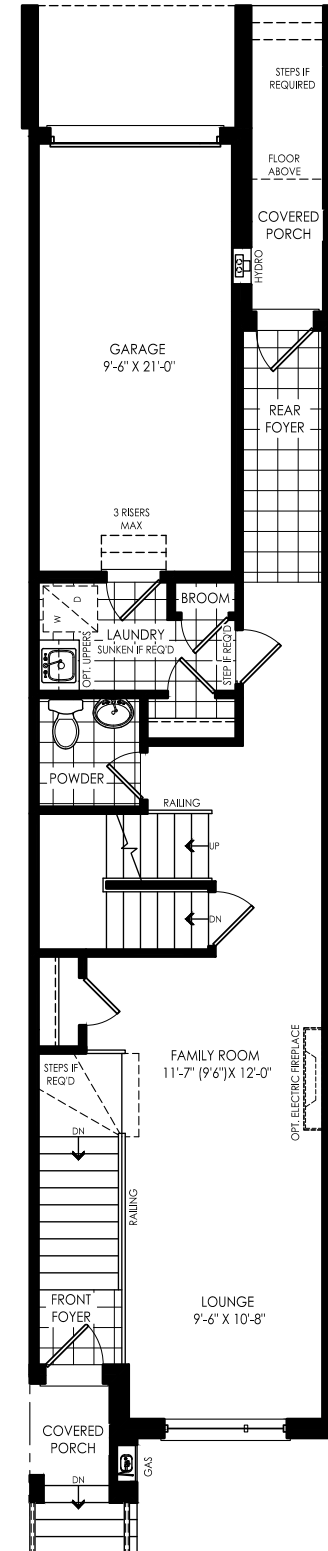 STEPS IF
REQUIRED
FLOOR
ABOVE
COVERED
PORCH
HYDRO
GARAGE
9'-6" X 21'-0"
REAR
FOYER
3 RISERS
MAX
D
W
BROOM
LAUNDRY
SUNKEN IF REQ'D
OPT. UPPERS
STEP IF REQ'D
POWDER
RAILING
UP
DN
FAMILY ROOM
11'-7" (9'6") X 12'-0"
OPT. ELECTRIC FIREPLACE
STEPS IF
REQ'D
DN
RAILING
FRONT
FOYER
LOUNGE
9'-6" X 10'-8"
COVERED
PORCH
GAS
DN